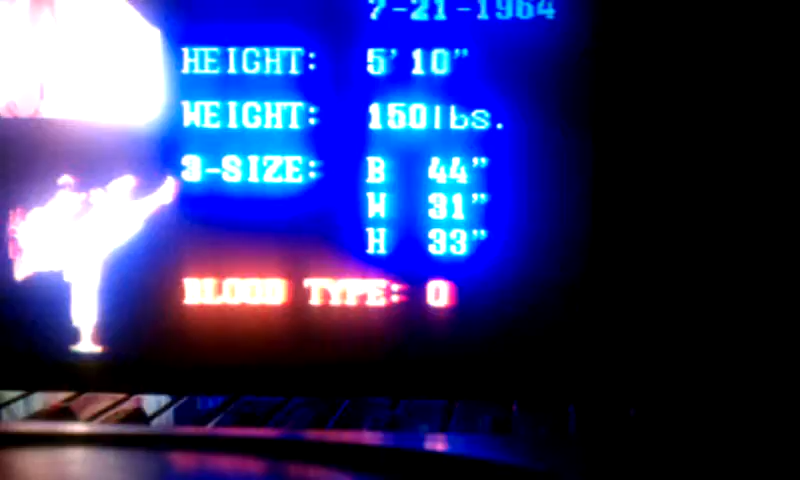 7-21-1964
HEIGHT: 5' 10"
WEIGHT: 150lbs.
3-SIZE: B 44"
W 31"
H 33"
BLOOD TYPE: O